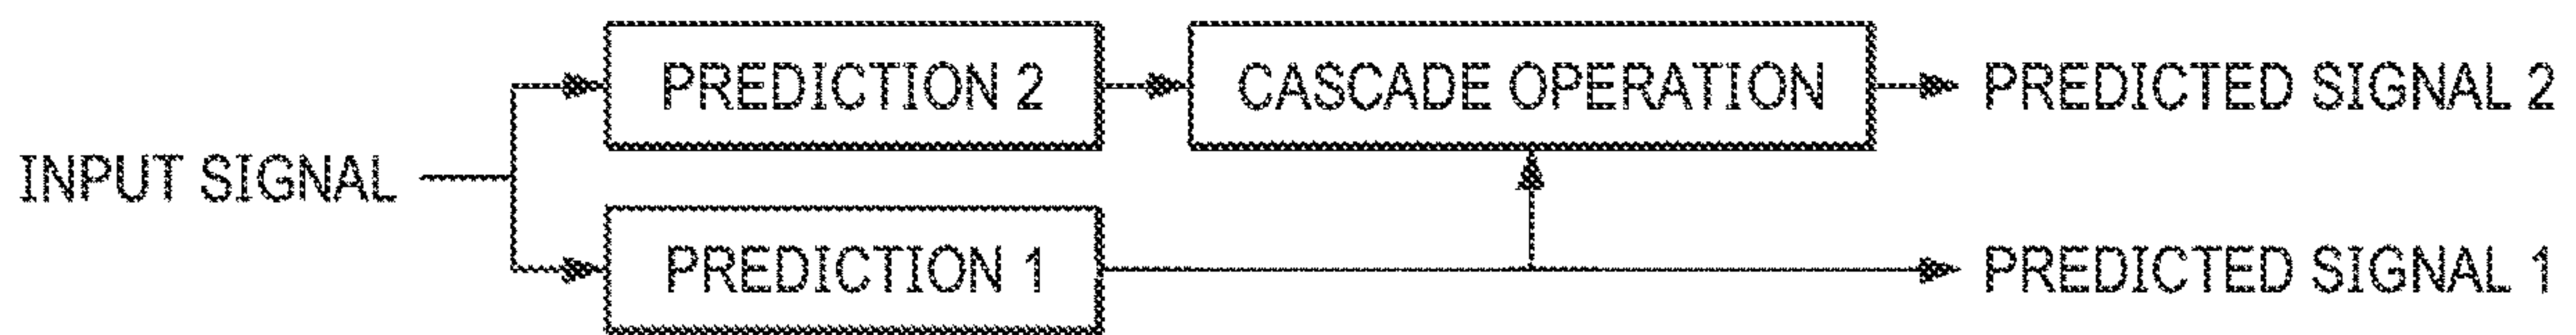 PREDICTION 2
CASCADE OPERATION
PREDICTED SIGNAL 2
INPUT SIGNAL
PREDICTION 1
PREDICTED SIGNAL 1